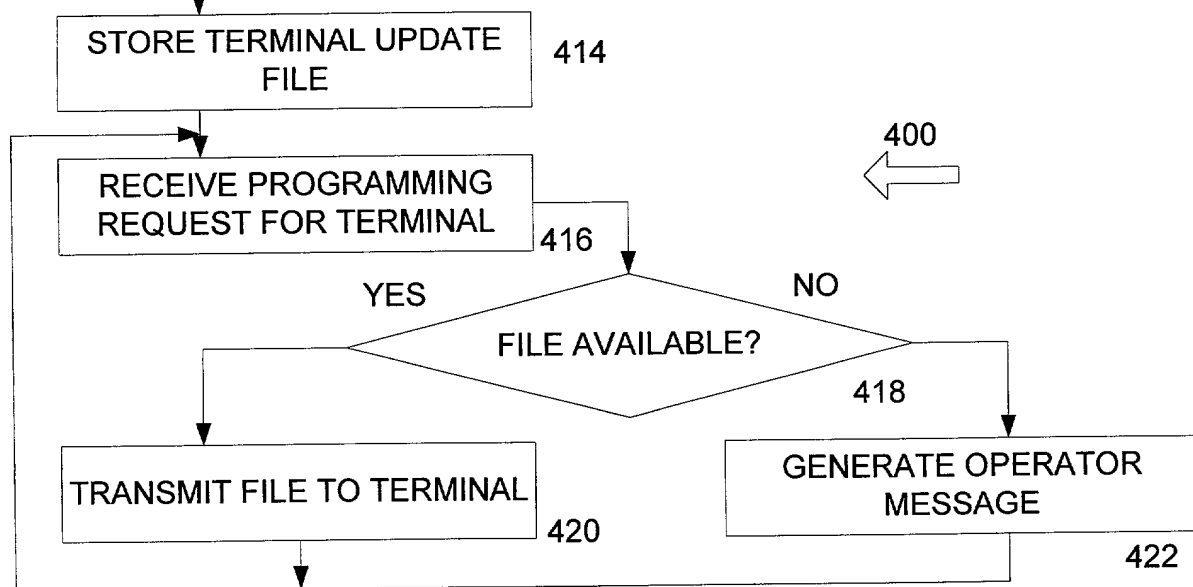 STORE TERMINAL UPDATE
FILE
414
400
RECEIVE PROGRAMMING
REQUEST FOR TERMINAL
416
YES
NO
FILE AVAILABLE?
418
TRANSMIT FILE TO TERMINAL
420
GENERATE OPERATOR
MESSAGE
422